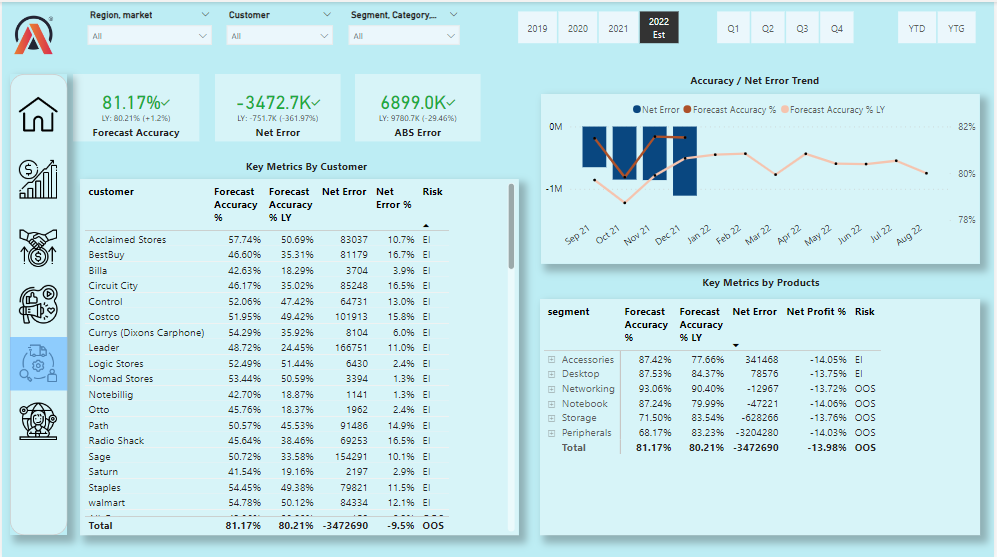 Region, market
Customer
Segment, Category,...
All
All
All
2019
2020
2021
2022
Est
Q1
Q2
Q3
Q4
YTD
YTG
81.17%
LY: 80.21% (+1.2%)
Forecast Accuracy
-3472.7K
LY: -751.7K (-361.97%)
Net Error
6899.0K
LY: 9780.7K (-29.46%)
ABS Error
Accuracy / Net Error Trend
Net Error Forecast Accuracy % Forecast Accuracy % LY
0M
-1M
82%
80%
78%
Sep 21
Oct 21
Nov 21
Dec 21
Jan 22
Feb 22
Mar 22
Apr 22
May 22
Jun 22
Jul 22
Aug 22
Key Metrics By Customer
customer Forecast Accuracy % Forecast Accuracy % LY Net Error Net Error % Risk
Acclaimed Stores 57.74% 50.69% 83037 10.7% EI
BestBuy 46.60% 35.31% 81179 16.7% EI
Billa 42.63% 18.29% 3704 3.9% EI
Circuit City 46.17% 35.02% 85248 16.5% EI
Control 52.06% 47.42% 64731 13.0% EI
Costco 51.95% 49.42% 101913 15.8% EI
Currys (Dixons Carphone) 54.29% 35.92% 8104 6.0% EI
Leader 48.72% 24.45% 166751 11.0% EI
Logic Stores 52.49% 51.44% 6430 2.4% EI
Nomad Stores 53.44% 50.59% 3394 1.3% EI
Notebillig 42.70% 18.87% 1141 1.3% EI
Otto 45.76% 18.37% 1962 2.4% EI
Path 50.57% 45.53% 91486 14.9% EI
Radio Shack 45.64% 38.46% 69253 16.5% EI
Sage 50.72% 33.58% 154291 10.1% EI
Saturn 41.54% 19.16% 2197 2.9% EI
Staples 54.45% 49.38% 79821 11.5% EI
walmart 54.78% 50.12% 84334 12.1% EI
Total 81.17% 80.21% -3472690 -9.5% OOS
Key Metrics by Products
segment Forecast Accuracy % Forecast Accuracy % LY Net Error Net Profit % Risk
Accessories 87.42% 77.66% 341468 -14.05% EI
Desktop 87.53% 84.37% 78576 -13.75% EI
Networking 93.06% 90.40% -12967 -13.72% OOS
Notebook 87.24% 79.99% -47221 -14.06% OOS
Storage 71.50% 83.54% -628266 -13.76% OOS
Peripherals 68.17% 83.23% -3204280 -14.03% OOS
Total 81.17% 80.21% -3472690 -13.98% OOS